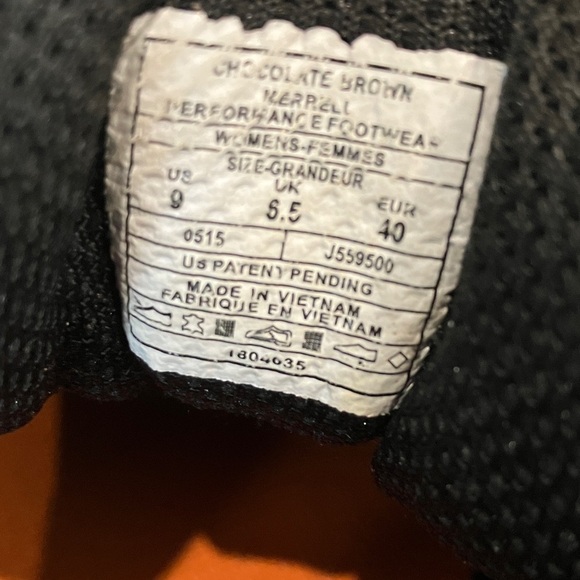 CHOCOLATE BROWN
MERRELL
PERFORMANCE FOOTWEAR
WOMENS-FEMMES
SIZE-GRANDEUR
US UK EUR
9 6.5 40
0515 J559500
US PATENT PENDING
MADE IN VIETNAM
FABRIQUE EN VIETNAM
1804635